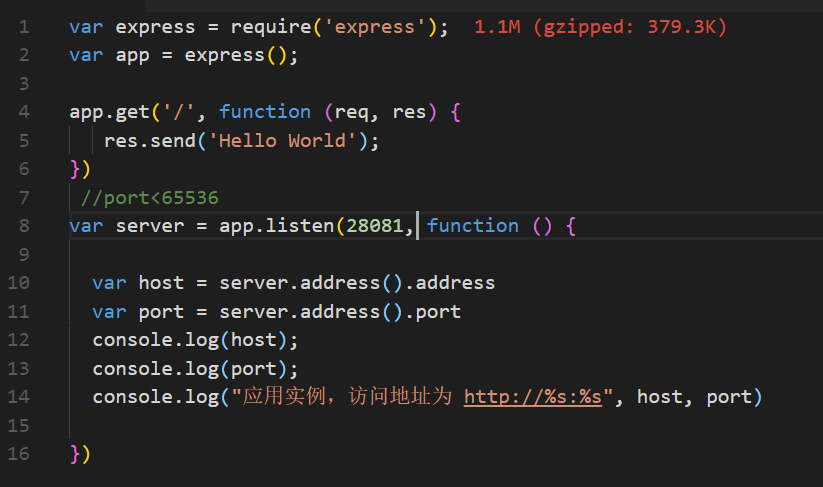 1 var express = require('express'); 1.1M (gzipped: 379.3K)
2 var app = express();
3
4 app.get('/', function (req, res) {
5 res.send('Hello World');
6 })
7 //port<65536
8 var server = app.listen(28081, function () {
9
10 var host = server.address().address
11 var port = server.address().port
12 console.log(host);
13 console.log(port);
14 console.log("应用实例，访问地址为 http://%s:%s", host, port)
15
16 })